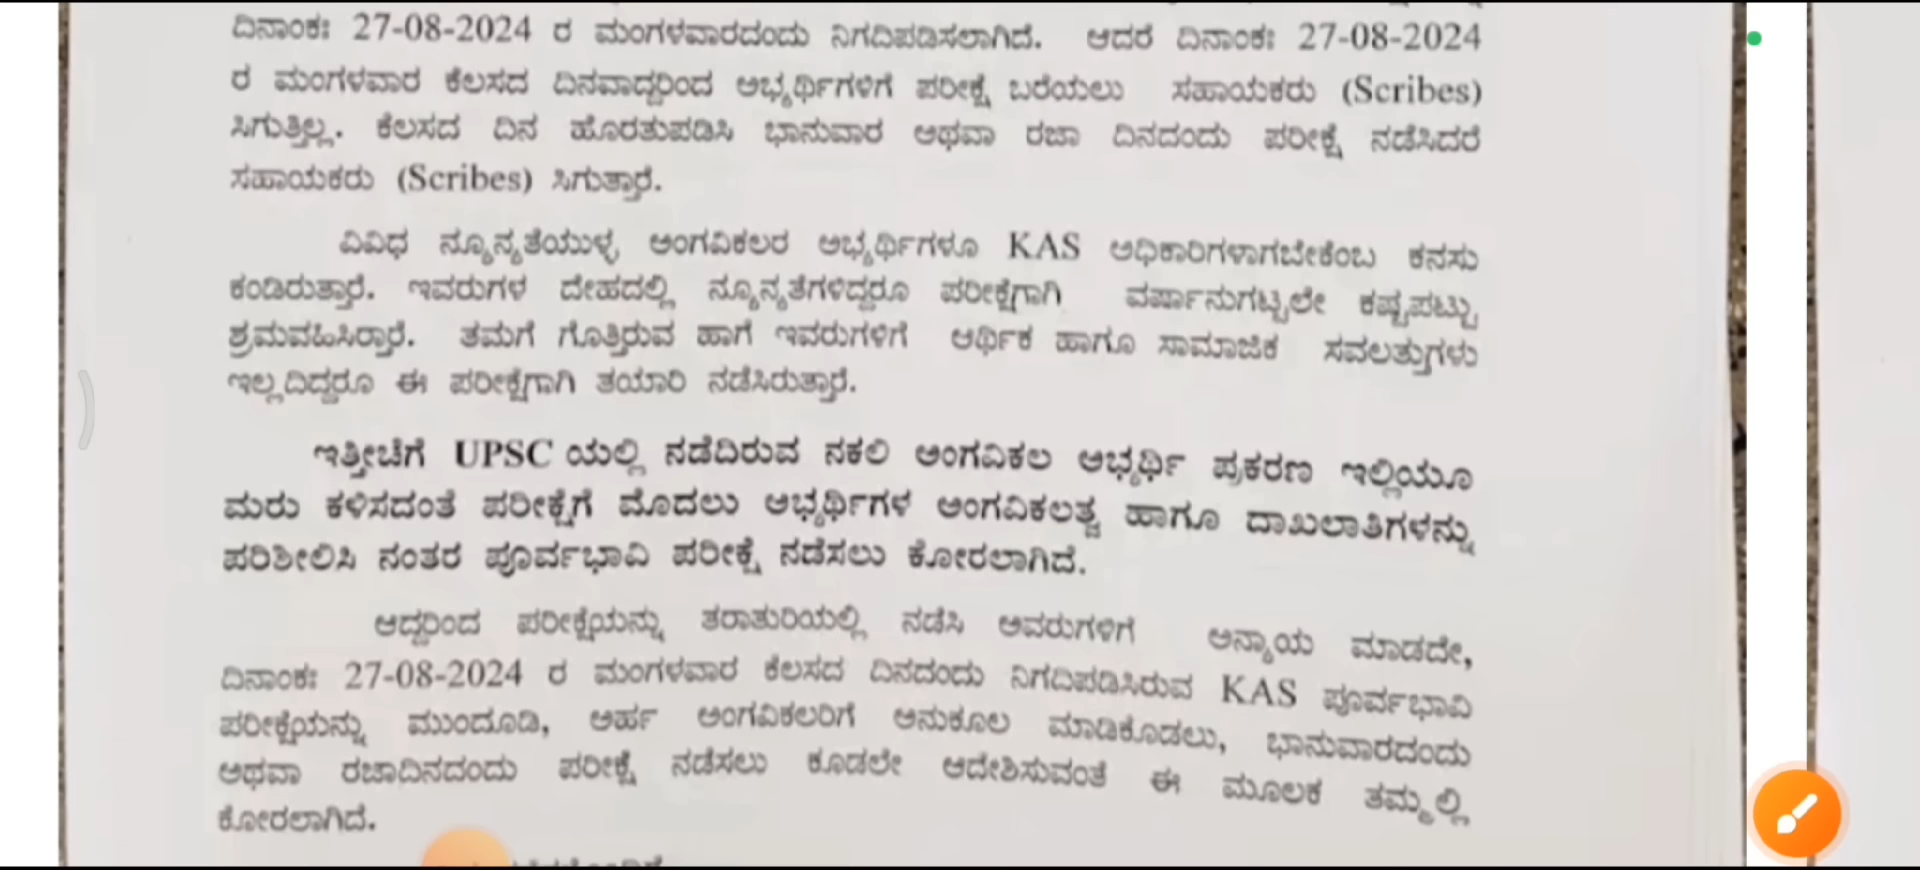 ದಿನಾಂಕಃ 27-08-2024 ರ ಮಂಗಳವಾರದಂದು ನಿಗದಿಪಡಿಸಲಾಗಿದೆ. ಆದರೆ ದಿನಾಂಕಃ 27-08-2024
ರ ಮಂಗಳವಾರ ಕೆಲಸದ ದಿನವಾದ್ದರಿಂದ ಅಭ್ಯರ್ಥಿಗಳಿಗೆ ಪರೀಕ್ಷೆ ಬರೆಯಲು ಸಹಾಯಕರು (Scribes)
ಸಿಗುತ್ತಿಲ್ಲ. ಕೆಲಸದ ದಿನ ಹೊರತುಪಡಿಸಿ ಭಾನುವಾರ ಅಥವಾ ರಜಾ ದಿನದಂದು ಪರೀಕ್ಷೆ ನಡೆಸಿದರೆ
ಸಹಾಯಕರು (Scribes) ಸಿಗುತ್ತಾರೆ.
ವಿವಿಧ ನ್ಯೂನ್ಯತೆಯುಳ್ಳ ಅಂಗವಿಕಲರ ಅಭ್ಯರ್ಥಿಗಳೂ KAS ಅಧಿಕಾರಿಗಳಾಗಬೇಕೆಂಬ ಕನಸು
ಕಂಡಿರುತ್ತಾರೆ. ಇವರುಗಳ ದೇಹದಲ್ಲಿ ನ್ಯೂನ್ಯತೆಗಳಿದ್ದರೂ ಪರೀಕ್ಷೆಗಾಗಿ ವರ್ಷಾನುಗಟ್ಟಲೇ ಕಷ್ಟಪಟ್ಟು
ಶ್ರಮವಹಿಸಿರ‍್ತಾರೆ. ತಮಗೆ ಗೊತ್ತಿರುವ ಹಾಗೆ ಇವರುಗಳಿಗೆ ಆರ್ಥಿಕ ಹಾಗೂ ಸಾಮಾಜಿಕ ಸವಲತ್ತುಗಳು
ಇಲ್ಲದಿದ್ದರೂ ಈ ಪರೀಕ್ಷೆಗಾಗಿ ತಯಾರಿ ನಡೆಸಿರುತ್ತಾರೆ.
ಇತ್ತೀಚೆಗೆ UPSC ಯಲ್ಲಿ ನಡೆದಿರುವ ನಕಲಿ ಅಂಗವಿಕಲ ಅಭ್ಯರ್ಥಿ ಪ್ರಕರಣ ಇಲ್ಲಿಯೂ
ಮರು ಕಳಿಸದಂತೆ ಪರೀಕ್ಷೆಗೆ ಮೊದಲು ಅಭ್ಯರ್ಥಿಗಳ ಅಂಗವಿಕಲತ್ವ ಹಾಗೂ ದಾಖಲಾತಿಗಳನ್ನು
ಪರಿಶೀಲಿಸಿ ನಂತರ ಪೂರ್ವಭಾವಿ ಪರೀಕ್ಷೆ ನಡೆಸಲು ಕೋರಲಾಗಿದೆ.
ಆದ್ದರಿಂದ ಪರೀಕ್ಷೆಯನ್ನು ತರಾತುರಿಯಲ್ಲಿ ನಡೆಸಿ ಅವರುಗಳಿಗೆ ಅನ್ಯಾಯ ಮಾಡದೇ,
ದಿನಾಂಕಃ 27-08-2024 ರ ಮಂಗಳವಾರ ಕೆಲಸದ ದಿನದಂದು ನಿಗದಿಪಡಿಸಿರುವ KAS ಪೂರ್ವಭಾವಿ
ಪರೀಕ್ಷೆಯನ್ನು ಮುಂದೂಡಿ, ಅರ್ಹ ಅಂಗವಿಕಲರಿಗೆ ಅನುಕೂಲ ಮಾಡಿಕೊಡಲು, ಭಾನುವಾರದಂದು
ಅಥವಾ ರಜಾದಿನದಂದು ಪರೀಕ್ಷೆ ನಡೆಸಲು ಕೂಡಲೇ ಆದೇಶಿಸುವಂತೆ ಈ ಮೂಲಕ ತಮ್ಮಲ್ಲಿ
ಕೋರಲಾಗಿದೆ.